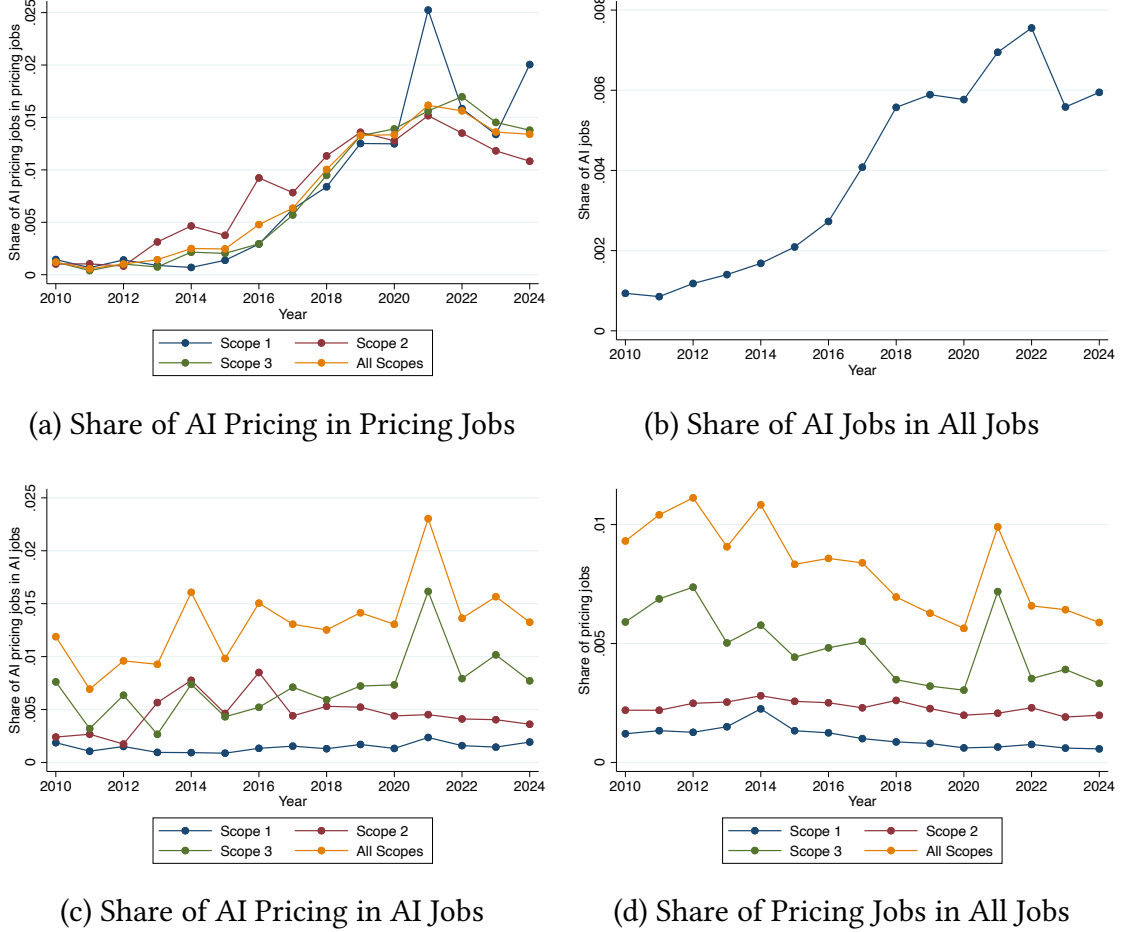 Share of AI pricing jobs in pricing jobs
.025
.02
.015
.01
.005
0
2010 2012 2014 2016 2018 2020 2022 2024
Year
Scope 1 Scope 2
Scope 3 All Scopes
(a) Share of AI Pricing in Pricing Jobs
Share of AI jobs
.008
.006
.004
.002
0
2010 2012 2014 2016 2018 2020 2022 2024
Year
(b) Share of AI Jobs in All Jobs
Share of AI pricing jobs in AI jobs
.025
.02
.015
.01
.005
0
2010 2012 2014 2016 2018 2020 2022 2024
Year
Scope 1 Scope 2
Scope 3 All Scopes
(c) Share of AI Pricing in AI Jobs
Share of pricing jobs
.01
.005
0
2010 2012 2014 2016 2018 2020 2022 2024
Year
Scope 1 Scope 2
Scope 3 All Scopes
(d) Share of Pricing Jobs in All Jobs